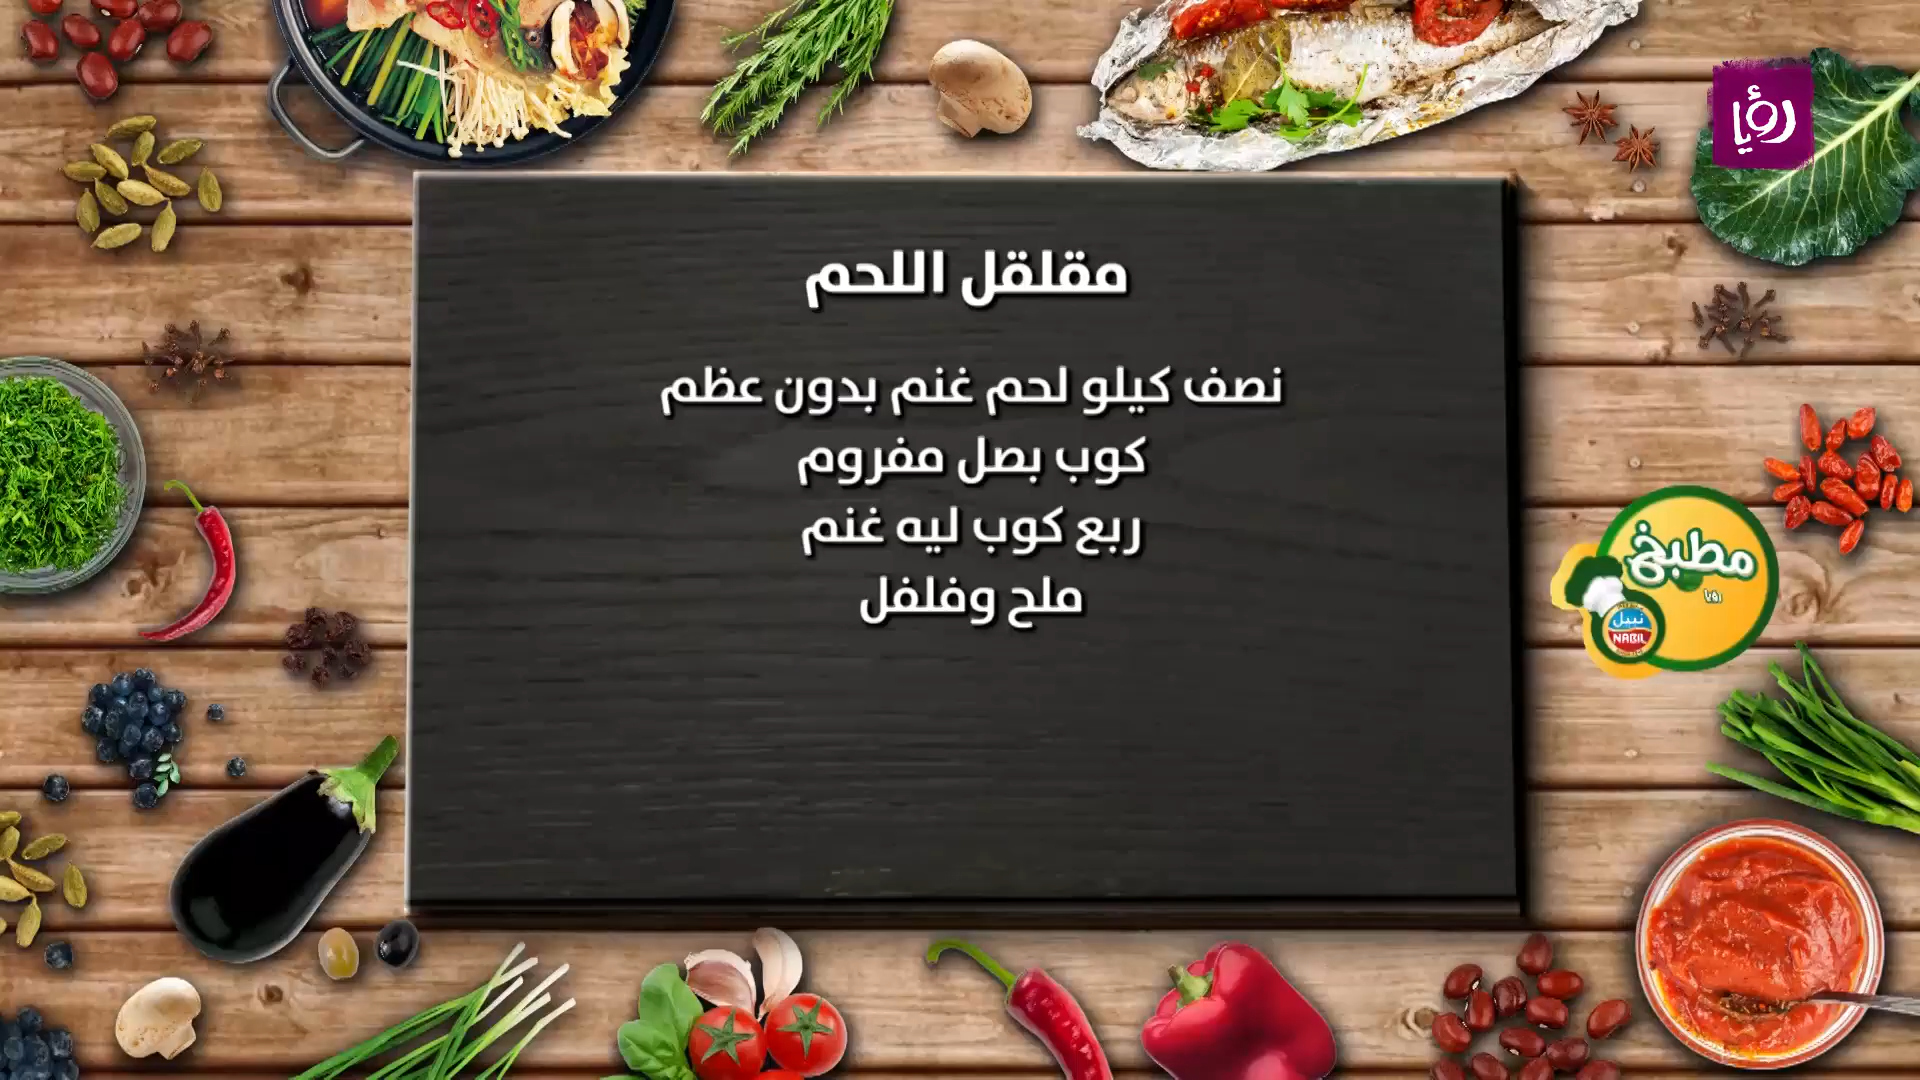 رؤيا
مقلقل اللحم
نصف كيلو لحم غنم بدون عظم
كوب بصل مفروم
ربع كوب ليه غنم
ملح وفلفل
مطبخ
رؤيا
نبيل
NABIL